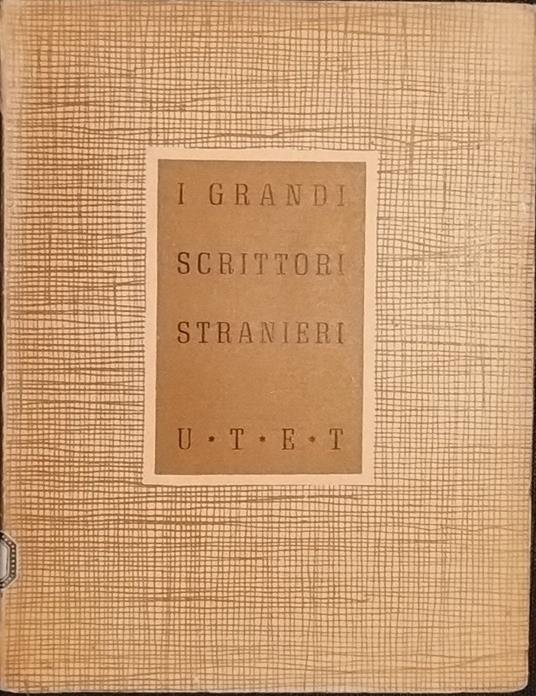 I GRANDI
SCRITTORI
STRANIERI
U * T * E * T